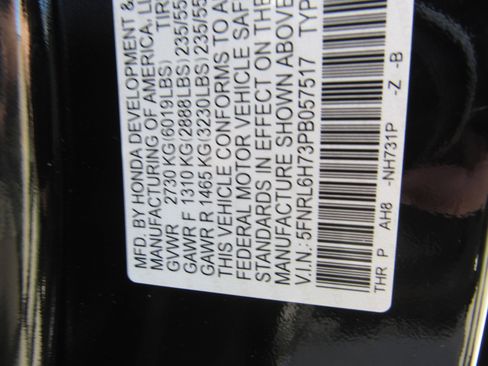 MFD. BY HONDA DEVELOPMENT &
MANUFACTURING OF AMERICA, LL
GVWR 2730 KG(6019LBS) TIR
GAWR F 1310 KG(2888LBS) 235/55
GAWR R 1465 KG(3230LBS) 235/55
THIS VEHICLE CONFORMS TO A
FEDERAL MOTOR VEHICLE SAF
STANDARDS IN EFFECT ON THE
MANUFACTURE SHOWN ABOVE
V.I.N.: 5FNRL6H73PB057517 TYP
THR P AH8 -NH731P -Z -B